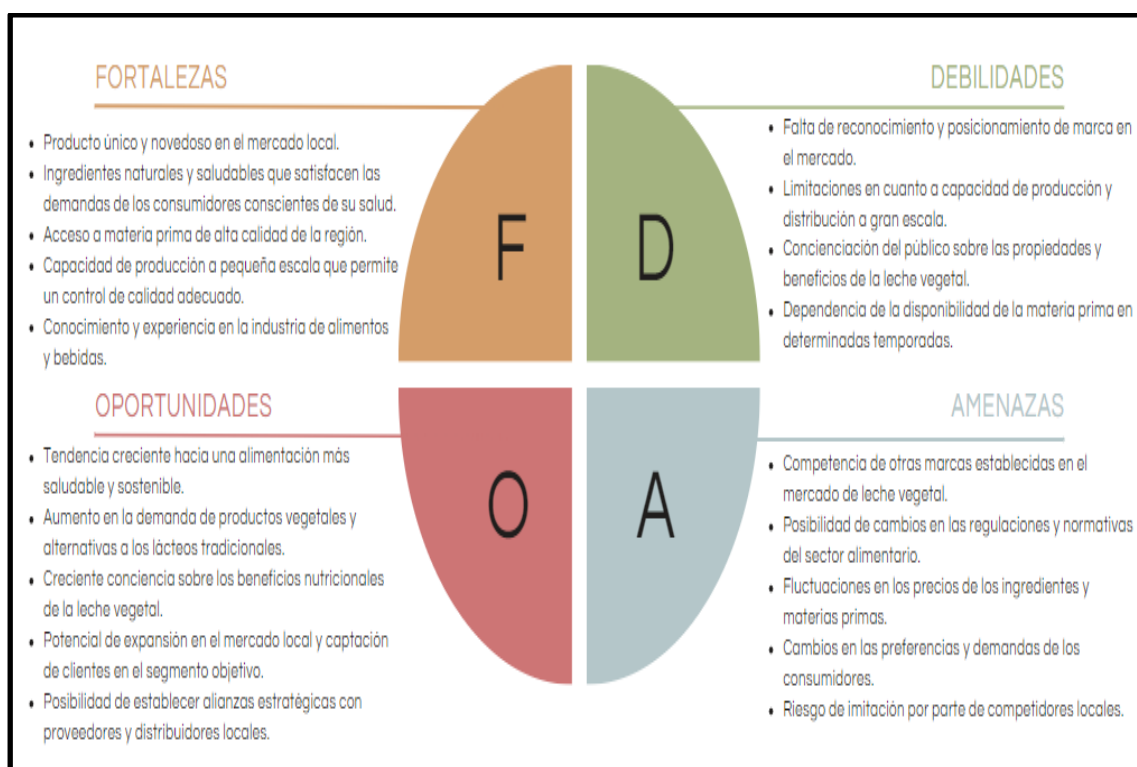 FORTALEZAS
• Producto único y novedoso en el mercado local.
• Ingredientes naturales y saludables que satisfacen las
demandas de los consumidores conscientes de su salud.
• Acceso a materia prima de alta calidad de la región.
• Capacidad de producción a pequeña escala que permite
un control de calidad adecuado.
• Conocimiento y experiencia en la industria de alimentos
y bebidas.
F
D
DEBILIDADES
• Falta de reconocimiento y posicionamiento de marca en
el mercado.
• Limitaciones en cuanto a capacidad de producción y
distribución a gran escala.
• Concienciación del público sobre las propiedades y
beneficios de la leche vegetal.
• Dependencia de la disponibilidad de la materia prima en
determinadas temporadas.
OPORTUNIDADES
• Tendencia creciente hacia una alimentación más
saludable y sostenible.
• Aumento en la demanda de productos vegetales y
alternativas a los lácteos tradicionales.
• Creciente conciencia sobre los beneficios nutricionales
de la leche vegetal.
• Potencial de expansión en el mercado local y captación
de clientes en el segmento objetivo.
• Posibilidad de establecer alianzas estratégicas con
proveedores y distribuidores locales.
O
A
AMENAZAS
• Competencia de otras marcas establecidas en el
mercado de leche vegetal.
• Posibilidad de cambios en las regulaciones y normativas
del sector alimentario.
• Fluctuaciones en los precios de los ingredientes y
materias primas.
• Cambios en las preferencias y demandas de los
consumidores.
• Riesgo de imitación por parte de competidores locales.